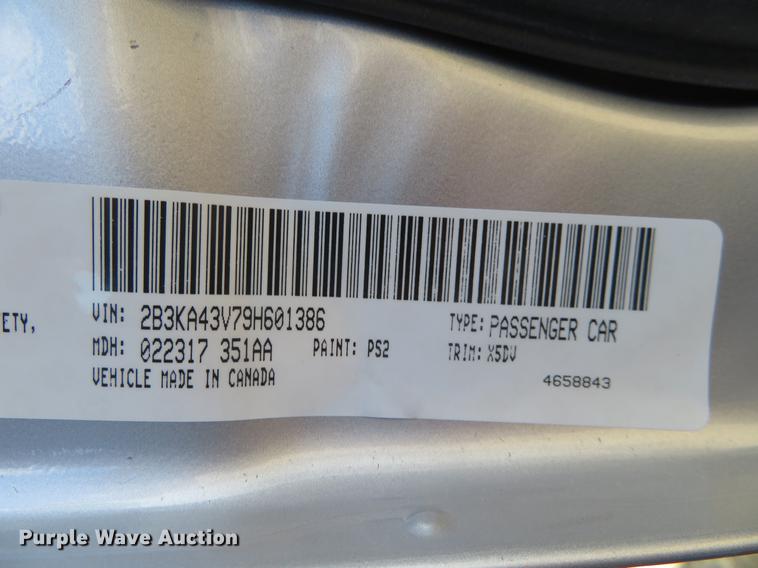 ETY,
VIN: 2B3KA43V79H601386 TYPE: PASSENGER CAR
MDH: 022317 351AA PAINT: PS2 TRIM: X5DV
VEHICLE MADE IN CANADA 4658843
Purple Wave Auction